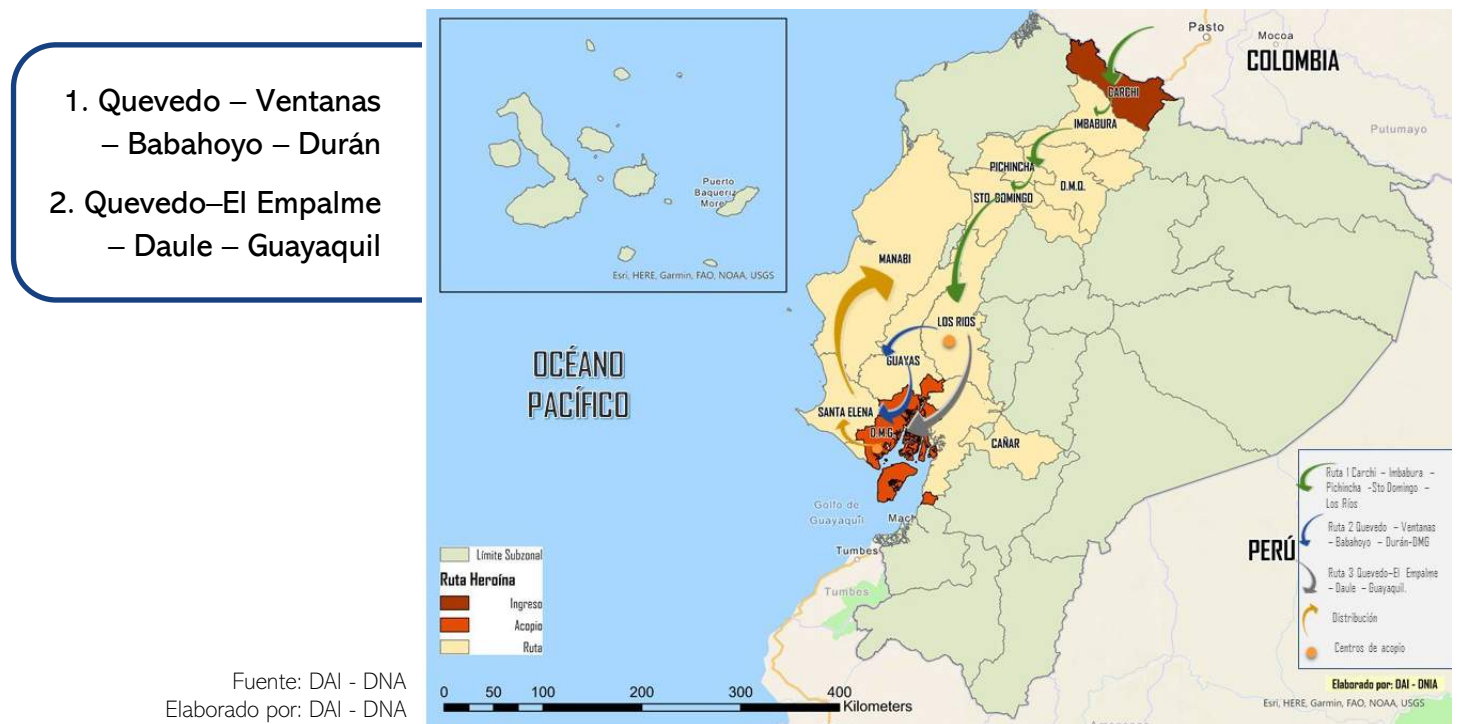 1. Quevedo – Ventanas
– Babahoyo – Durán
2. Quevedo–El Empalme
– Daule – Guayaquil
Fuente: DAI - DNA
Elaborado por: DAI - DNA
Puerto
Baqueriz
More
Esri, HERE, Garmin, FAO, NOAA, USGS
Pasto
Mocoa
COLOMBIA
CARCHI
Putumayo
IMBABURA
PICHINCHA
D.M.Q.
STO DOMINGO
MANABI
LOS RIOS
OCÉANO
PACÍFICO
GUAYAS
SANTA ELENA
D.M.G.
CAÑAR
Golfo de
Guayaquil
Mach
Tumbes
Tumbes
PERÚ
Límite Subzonal
Ruta Heroína
Ingreso
Acopio
Ruta
0 50 100 200 300 400
Kilometers
Ruta 1 Carchi – Imbabura –
Pichincha -Sto Domingo –
Los Ríos
Ruta 2 Quevedo – Ventanas
– Babahoyo – Durán-DMG
Ruta 3 Quevedo–El Empalme
– Daule – Guayaquil.
Distribución
Centros de acopio
Elaborado por: DAI - DNIA
Esri, HERE, Garmin, FAO, NOAA, USGS